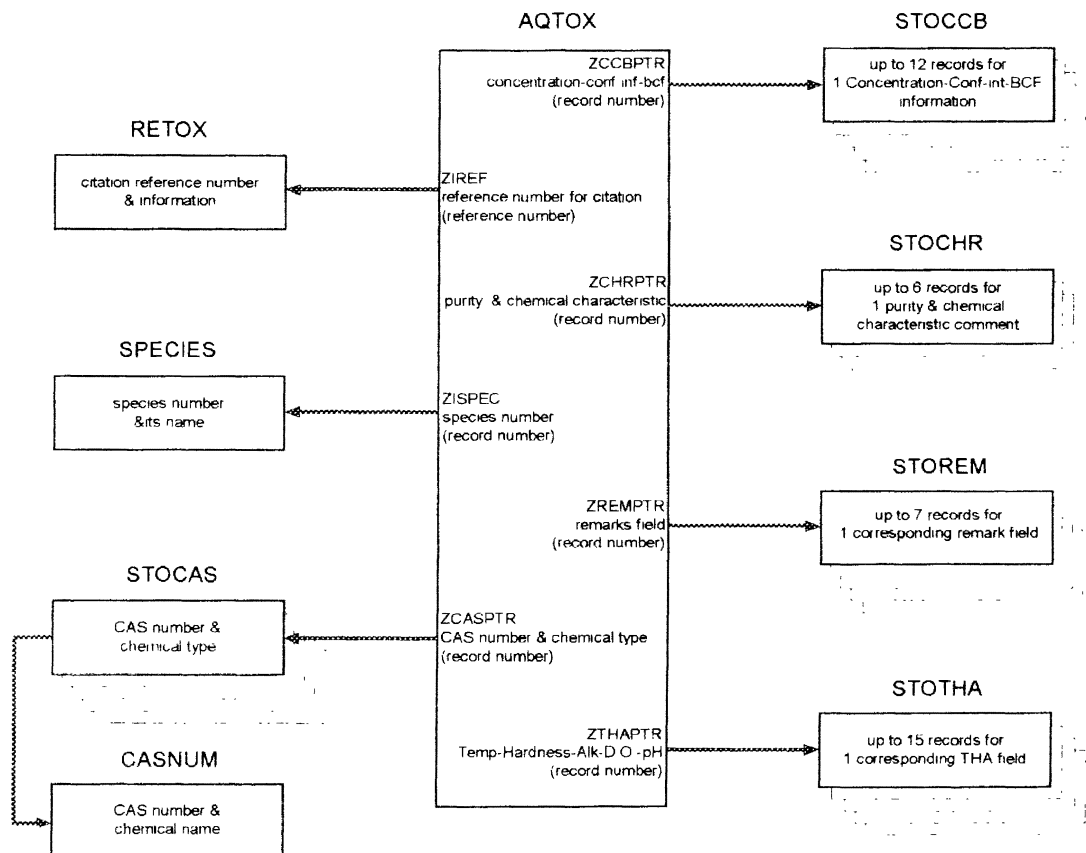 AQTOX
STOCCB
ZCCBPTR
concentration-conf inf-bcf
(record number)
up to 12 records for
1 Concentration-Conf-int-BCF
information
RETOX
citation reference number
& information
ZIREF
reference number for citation
(reference number)
STOCHR
ZCHRPTR
purity & chemical characteristic
(record number)
up to 6 records for
1 purity & chemical
characteristic comment
SPECIES
species number
&its name
ZISPEC
species number
(record number)
STOREM
ZREMPTR
remarks field
(record number)
up to 7 records for
1 corresponding remark field
STOCAS
CAS number &
chemical type
ZCASPTR
CAS number & chemical type
(record number)
STOTHA
ZTHAPTR
Temp-Hardness-Alk-D O -pH
(record number)
up to 15 records for
1 corresponding THA field
CASNUM
CAS number &
chemical name